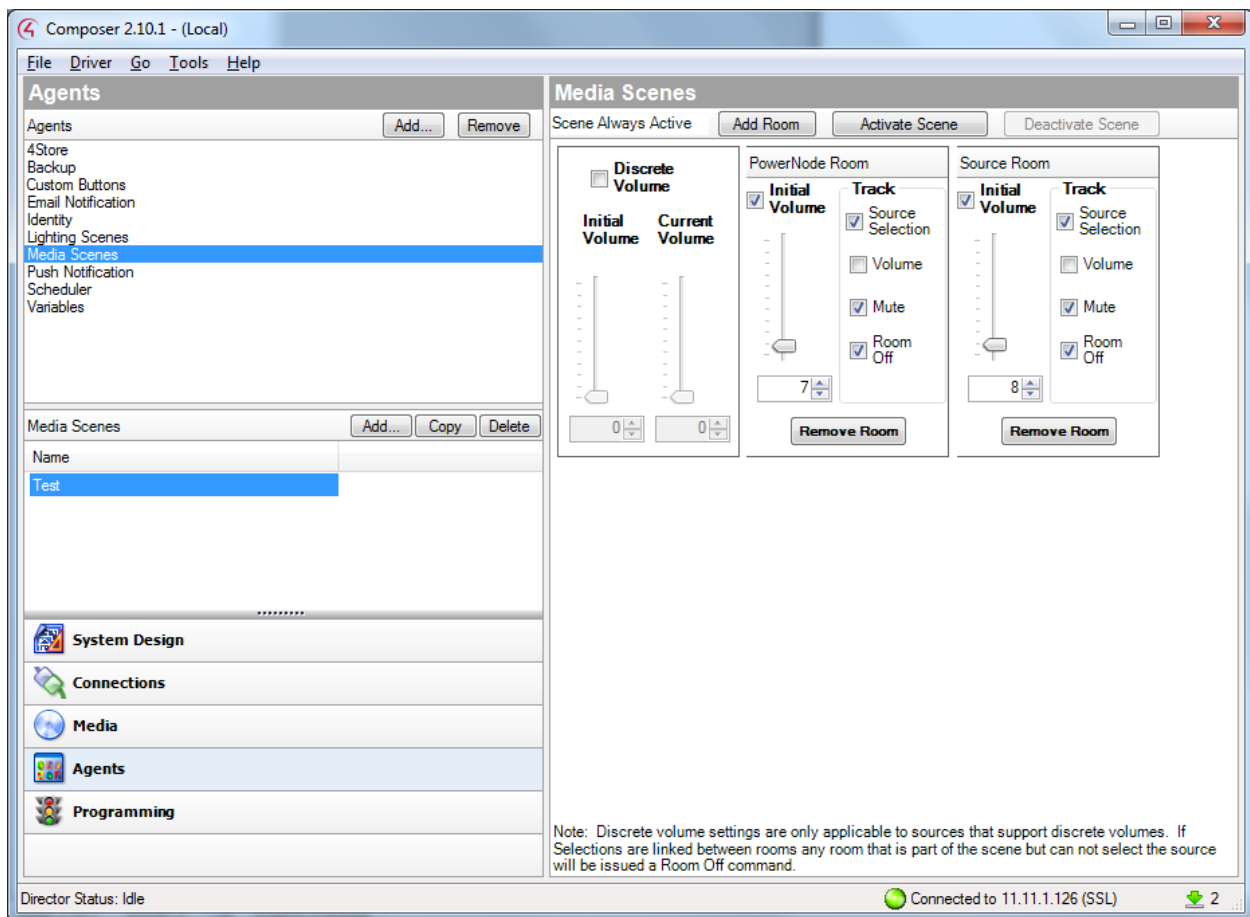 Composer 2.10.1 - (Local)
File Driver Go Tools Help
Agents
Agents Add... Remove
4Store
Backup
Custom Buttons
Email Notification
Identity
Lighting Scenes
Media Scenes
Push Notification
Scheduler
Variables
Media Scenes Add... Copy Delete
Name
Test
System Design
Connections
Media
Agents
Programming
Media Scenes
Scene Always Active Add Room Activate Scene Deactivate Scene
Discrete
Volume
Initial Current
Volume Volume
0 0
PowerNode Room
Initial
Volume
Track
Source
Selection
Volume
Mute
Room
Off
7
Remove Room
Source Room
Initial
Volume
Track
Source
Selection
Volume
Mute
Room
Off
8
Remove Room
Note: Discrete volume settings are only applicable to sources that support discrete volumes. If
Selections are linked between rooms any room that is part of the scene but can not select the source
will be issued a Room Off command.
Director Status: Idle Connected to 11.11.1.126 (SSL) 2